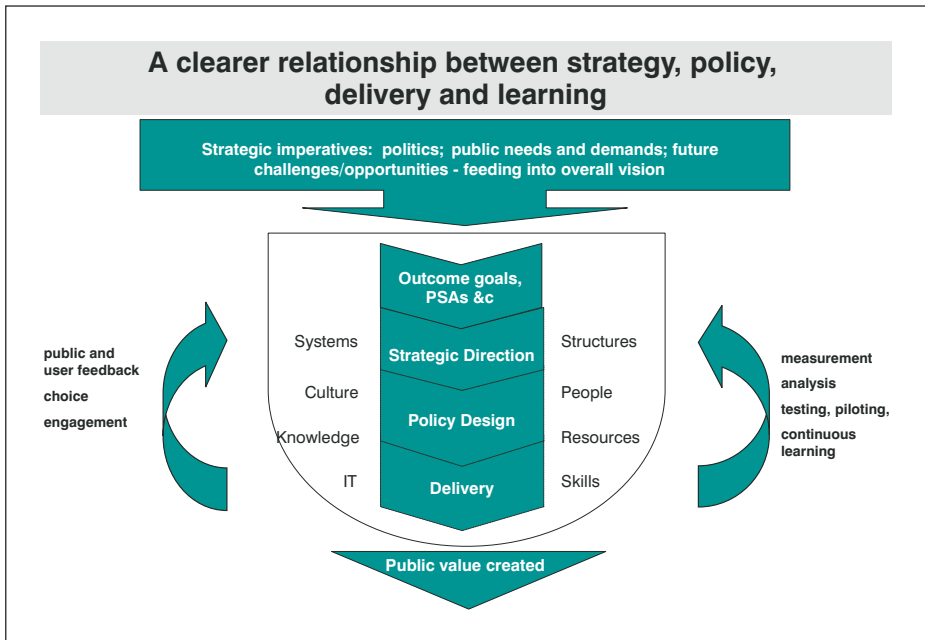 A clearer relationship between strategy, policy,
delivery and learning
Strategic imperatives: politics; public needs and demands; future
challenges/opportunities - feeding into overall vision
Outcome goals,
PSAs &c
Systems
Strategic Direction
Structures
public and
user feedback
choice
engagement
Culture
Policy Design
People
Knowledge
Resources
IT
Delivery
Skills
measurement
analysis
testing, piloting,
continuous
learning
Public value created